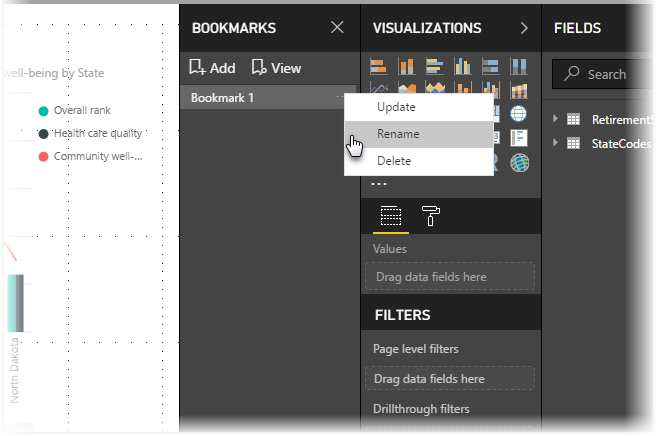 well-being by State
Overall rank
Health care quality
Community well-...
North Dakota
BOOKMARKS
Add
View
Bookmark 1
Update
Rename
Delete
VISUALIZATIONS
Values
Drag data fields here
FILTERS
Page level filters
Drag data fields here
Drillthrough filters
FIELDS
Search
StateCodes